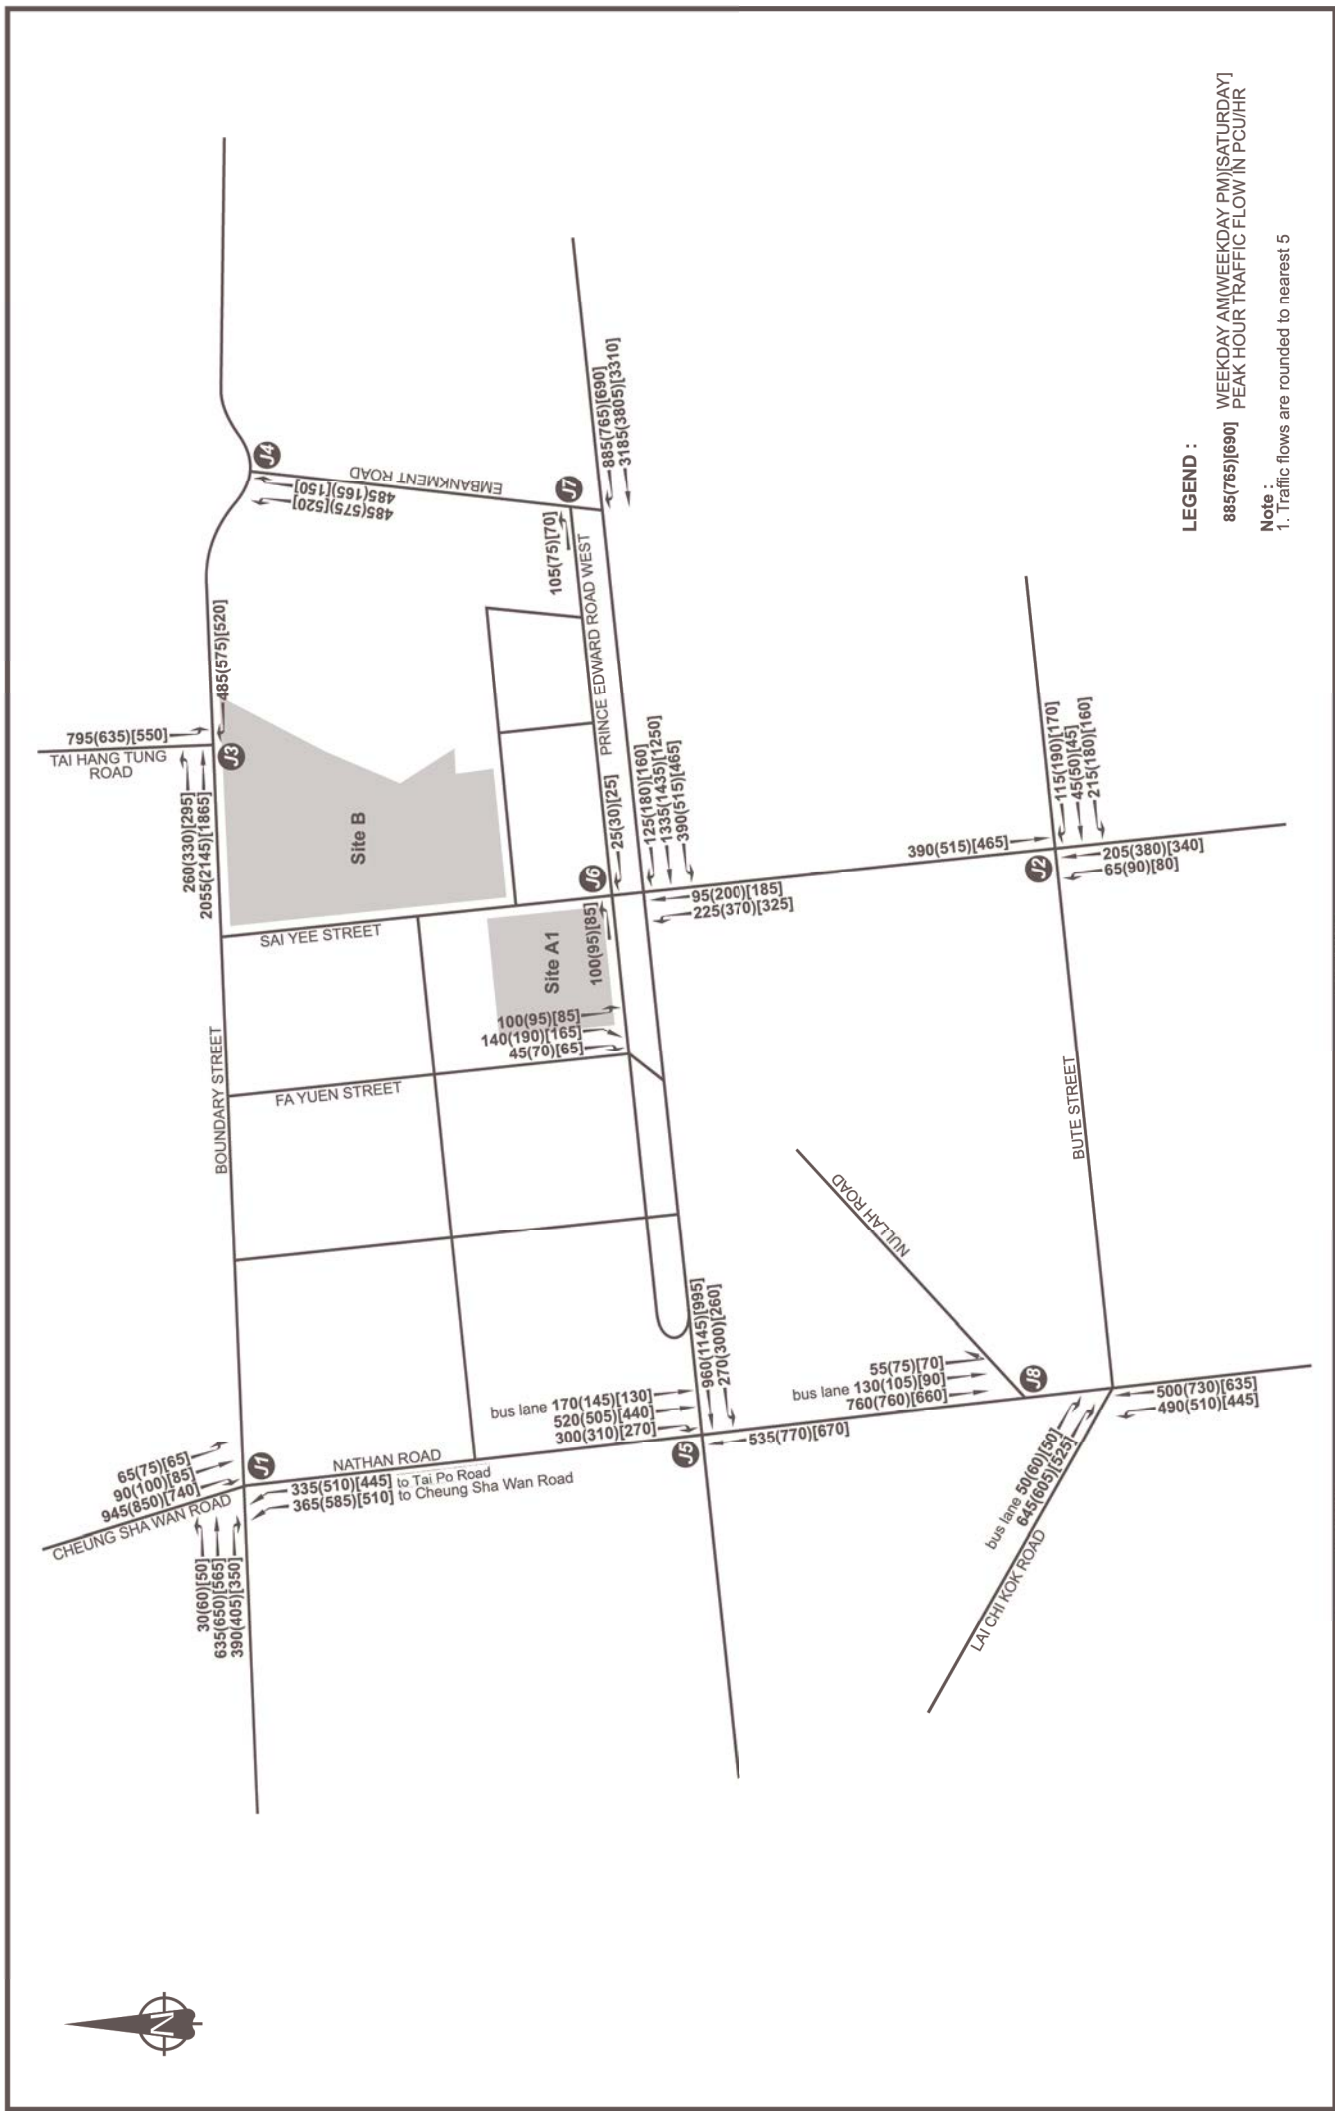 CHEUNG SHA WAN ROAD
65(75)[65]
90(100)[85]
945(850)[740]
30(60)[50]
635(650)[565]
390(405)[350]
J1
335(510)[445] to Tai Po Road
365(585)[510] to Cheung Sha Wan Road
NATHAN ROAD
BOUNDARY STREET
FA YUEN STREET
SAI YEE STREET
TAI HANG TUNG
ROAD
795(635)[550]
260(330)[295]
2055(2145)[1865]
J3
485(575)[520]
Site B
J4
485(165)[150]
485(575)[520]
EMBANKMENT ROAD
J7
105(75)[70]
885(765)[690]
3185(3805)[3310]
PRINCE EDWARD ROAD WEST
Site A1
100(95)[85]
140(190)[165]
45(70)[65]
100(95)[85]
J6
25(30)[25]
125(180)[160]
1335(1435)[1250]
390(515)[465]
95(200)[185]
225(370)[325]
bus lane 170(145)[130]
520(505)[440]
300(310)[270]
J5
960(1145)[995]
270(300)[260]
535(770)[670]
NULLAH ROAD
55(75)[70]
bus lane 130(105)[90]
760(760)[660]
J8
bus lane 50(60)[50]
645(605)[525]
LAI CHI KOK ROAD
500(730)[635]
490(510)[445]
BUTE STREET
390(515)[465]
J2
115(190)[170]
45(50)[45]
215(180)[160]
205(380)[340]
65(90)[80]
N
LEGEND :
885(765)[690] WEEKDAY AM(WEEKDAY PM)[SATURDAY]
PEAK HOUR TRAFFIC FLOW IN PCU/HR
Note :
1. Traffic flows are rounded to nearest 5